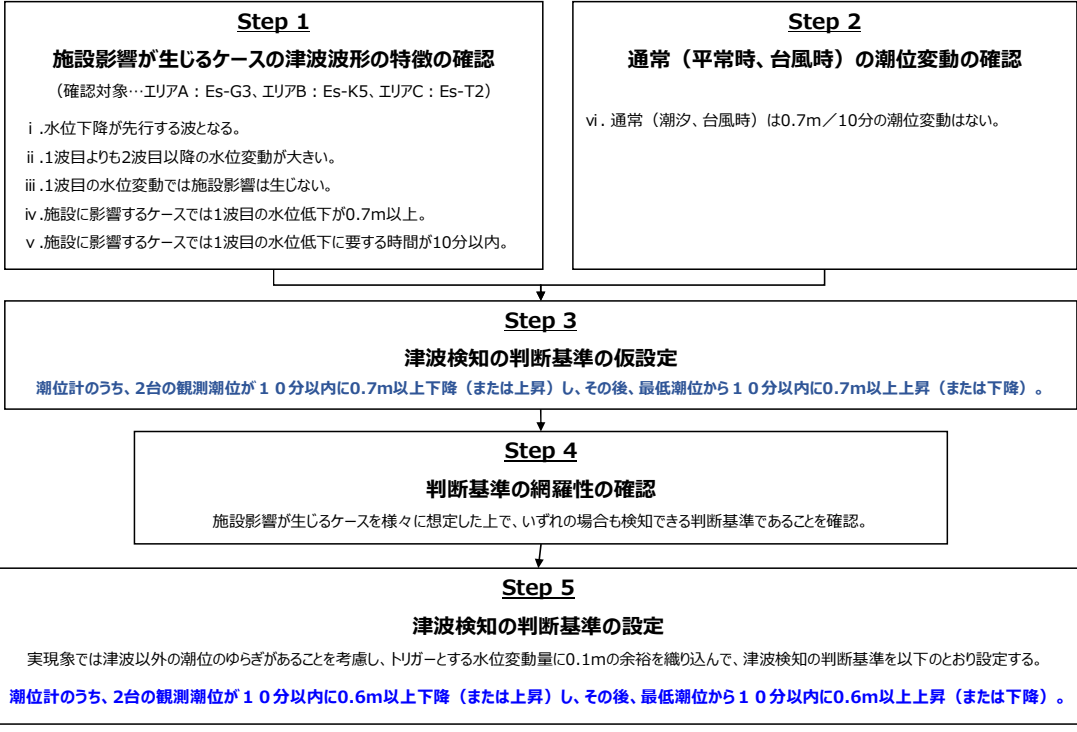 Step 1
施設影響が生じるケースの津波波形の特徴の確認
（確認対象…エリアA：Es-G3、エリアB：Es-K5、エリアC：Es-T2）
ⅰ.水位下降が先行する波となる。
ⅱ.1波目よりも2波目以降の水位変動が大きい。
ⅲ.1波目の水位変動では施設影響は生じない。
ⅳ.施設に影響するケースでは1波目の水位低下が0.7m以上。
ⅴ.施設に影響するケースでは1波目の水位低下に要する時間が10分以内。
Step 2
通常（平常時、台風時）の潮位変動の確認
ⅵ. 通常（潮汐、台風時）は0.7m／10分の潮位変動はない。
Step 3
津波検知の判断基準の仮設定
潮位計のうち、2台の観測潮位が１０分以内に0.7m以上下降（または上昇）し、その後、最低潮位から１０分以内に0.7m以上上昇（または下降）。
Step 4
判断基準の網羅性の確認
施設影響が生じるケースを様々に想定した上で、いずれの場合も検知できる判断基準であることを確認。
Step 5
津波検知の判断基準の設定
実現象では津波以外の潮位のゆらぎがあることを考慮し、トリガーとする水位変動量に0.1mの余裕を織り込んで、津波検知の判断基準を以下のとおり設定する。
潮位計のうち、2台の観測潮位が１０分以内に0.6m以上下降（または上昇）し、その後、最低潮位から１０分以内に0.6m以上上昇（または下降）。